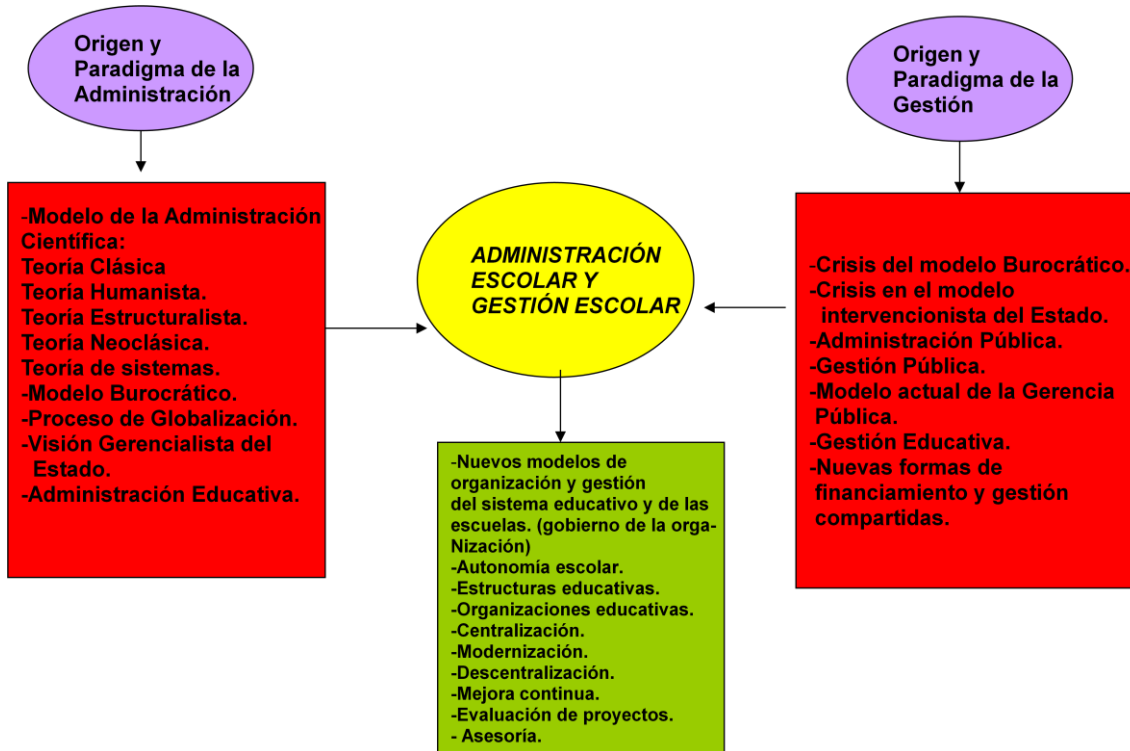 Origen y
Paradigma de la
Administración
Origen y
Paradigma de la
Gestión
-Modelo de la Administración
Científica:
Teoría Clásica
Teoría Humanista.
Teoría Estructuralista.
Teoría Neoclásica.
Teoría de sistemas.
-Modelo Burocrático.
-Proceso de Globalización.
-Visión Gerencialista del
Estado.
-Administración Educativa.
ADMINISTRACIÓN
ESCOLAR Y
GESTIÓN ESCOLAR
-Crisis del modelo Burocrático.
-Crisis en el modelo
intervencionista del Estado.
-Administración Pública.
-Gestión Pública.
-Modelo actual de la Gerencia
Pública.
-Gestión Educativa.
-Nuevas formas de
financiamiento y gestión
compartidas.
-Nuevos modelos de
organización y gestión
del sistema educativo y de las
escuelas. (gobierno de la orga-
Nización)
-Autonomía escolar.
-Estructuras educativas.
-Organizaciones educativas.
-Centralización.
-Modernización.
-Descentralización.
-Mejora continua.
-Evaluación de proyectos.
- Asesoría.